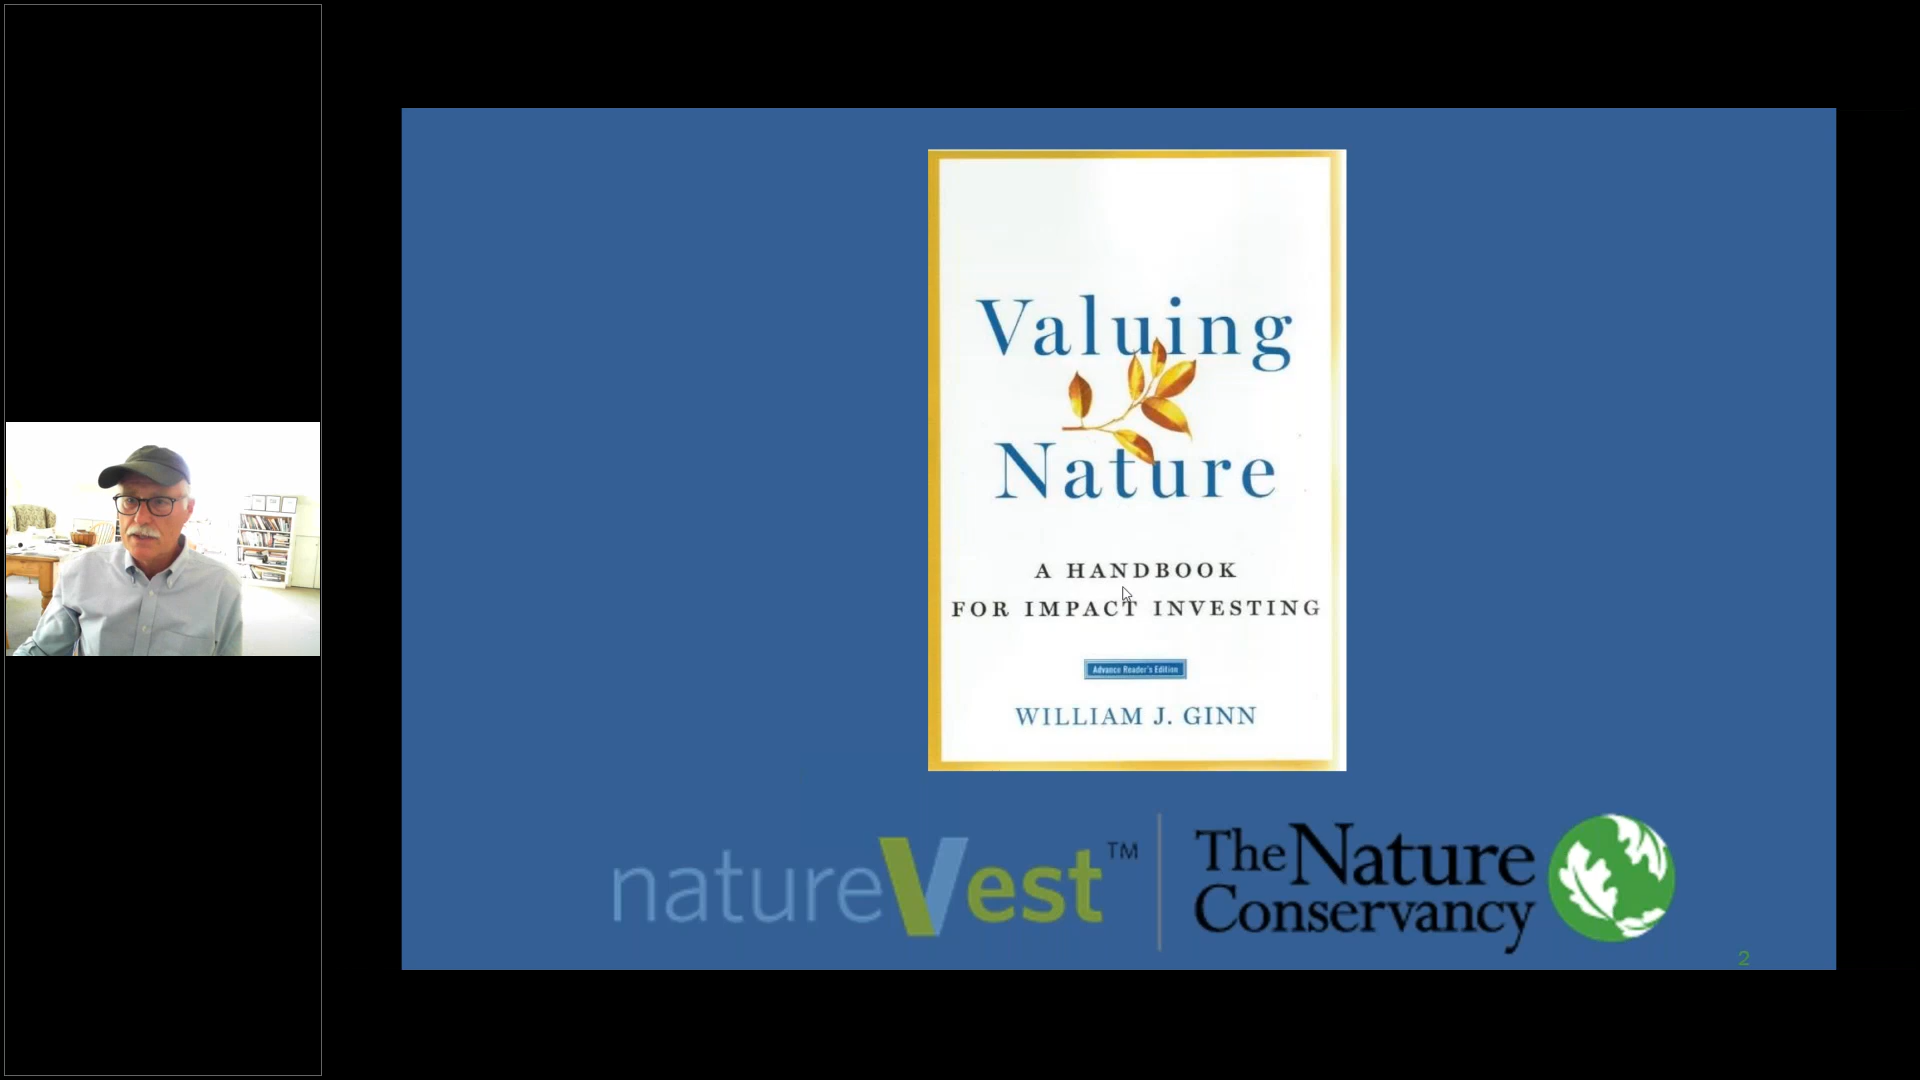 Valuing
Nature
A HANDBOOK
FOR IMPACT INVESTING
Advance Reader's Edition
WILLIAM J. GINN
natureVest™
The Nature
Conservancy
2